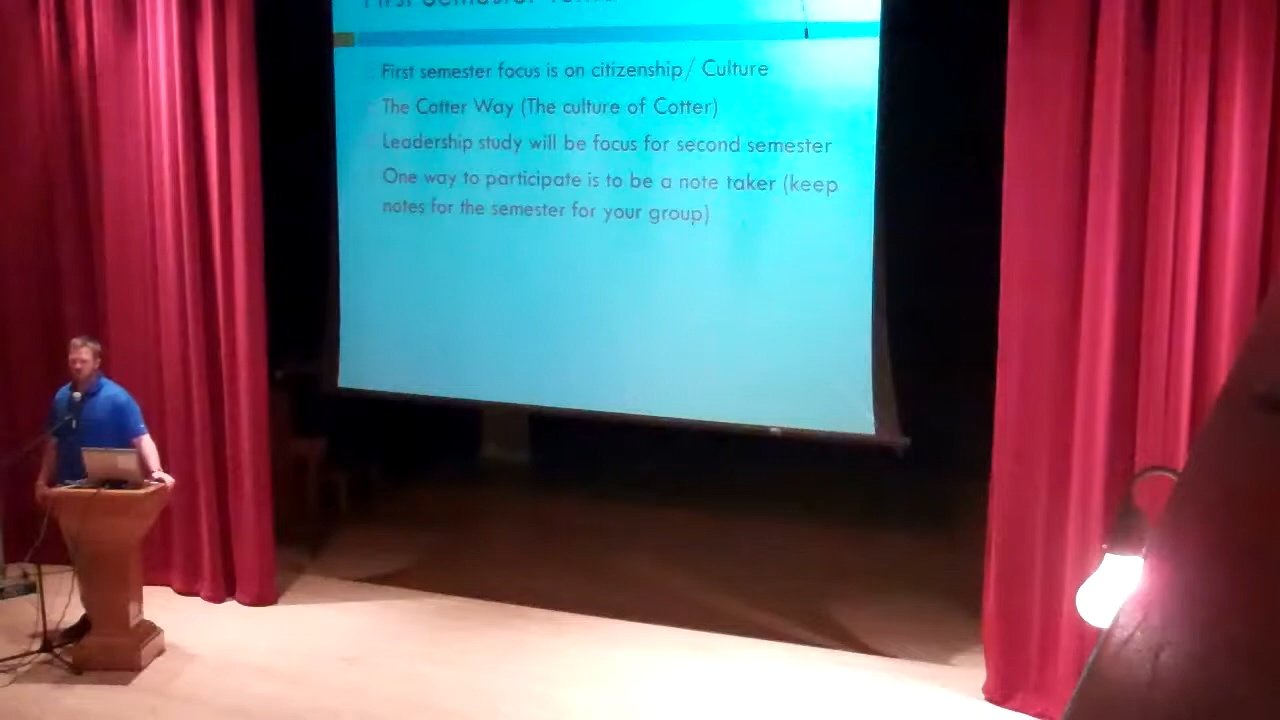 First Semester
First semester focus is on citizenship/ Culture
The Cotter Way (The culture of Cotter)
Leadership study will be focus for second semester
One way to participate is to be a note taker (keep
notes for the semester for your group)